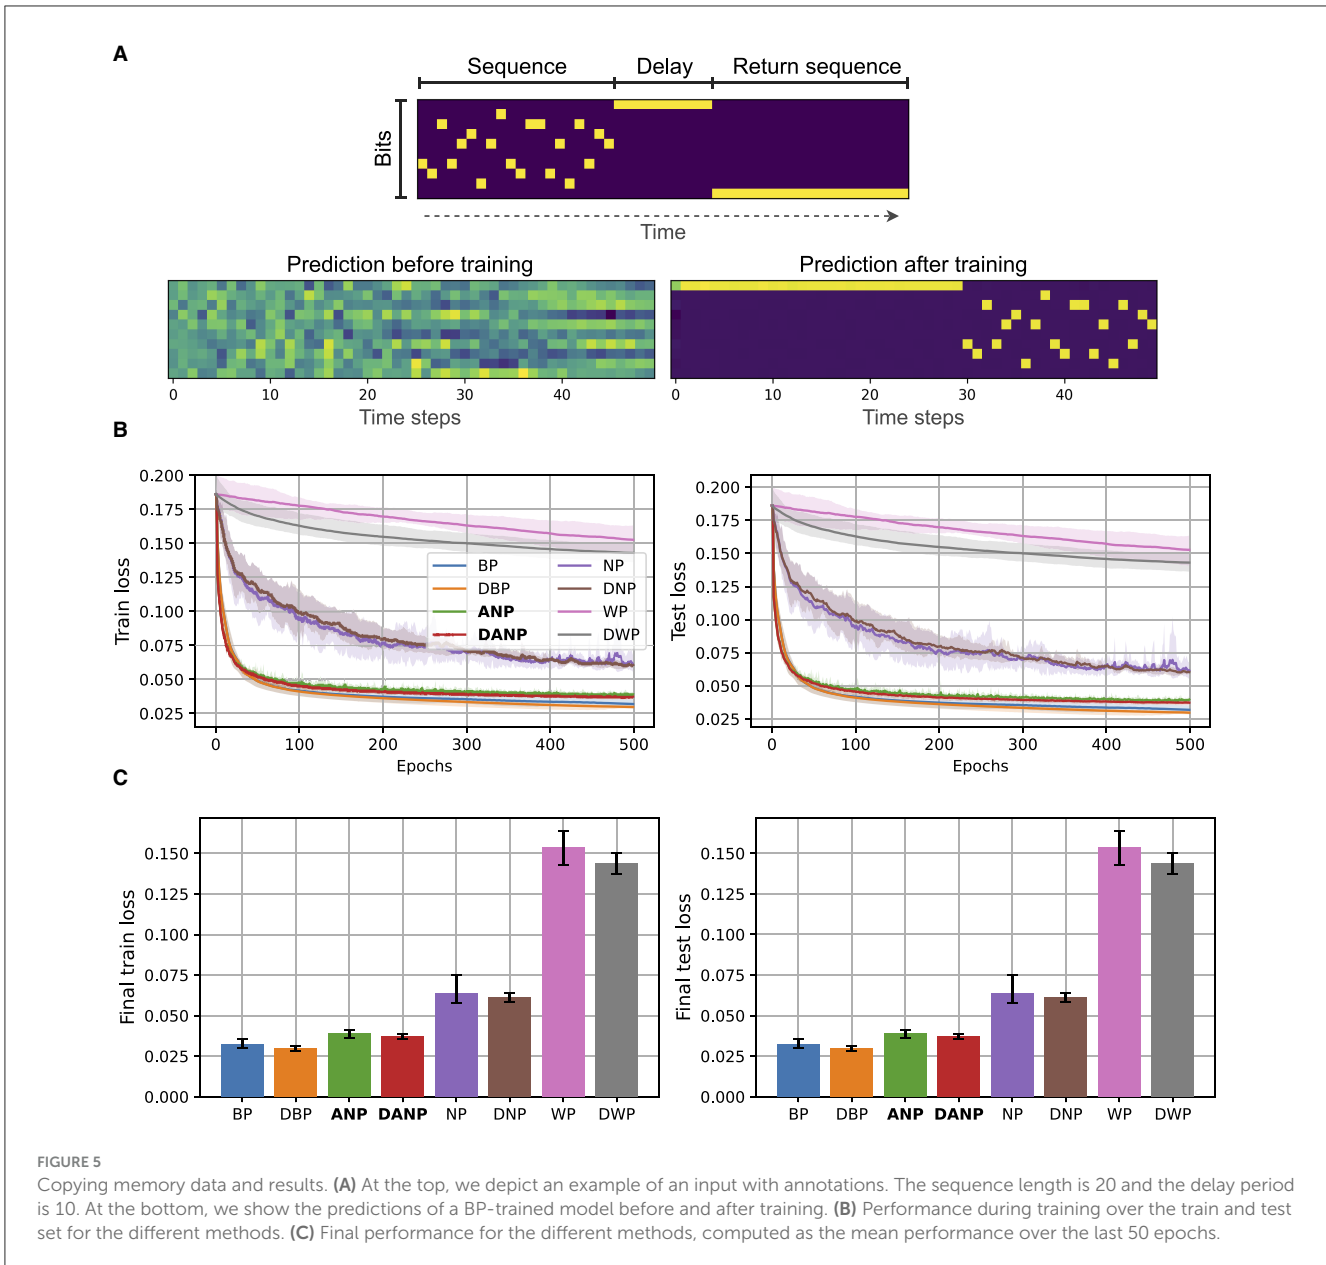 A
Sequence Delay Return sequence
Bits
Time
Prediction before training Prediction after training
0 10 20 30 40 0 10 20 30 40
Time steps Time steps
B
Train loss
0.200
0.175
0.150
0.125
0.100
0.075
0.050
0.025
0 100 200 300 400 500
Epochs
BP NP
DBP DNP
ANP WP
DANP DWP
Test loss
0.200
0.175
0.150
0.125
0.100
0.075
0.050
0.025
0 100 200 300 400 500
Epochs
C
Final train loss
0.150
0.125
0.100
0.075
0.050
0.025
0.000
BP DBP ANP DANP NP DNP WP DWP
Final test loss
0.150
0.125
0.100
0.075
0.050
0.025
0.000
BP DBP ANP DANP NP DNP WP DWP
FIGURE 5
Copying memory data and results. (A) At the top, we depict an example of an input with annotations. The sequence length is 20 and the delay period
is 10. At the bottom, we show the predictions of a BP-trained model before and after training. (B) Performance during training over the train and test
set for the different methods. (C) Final performance for the different methods, computed as the mean performance over the last 50 epochs.